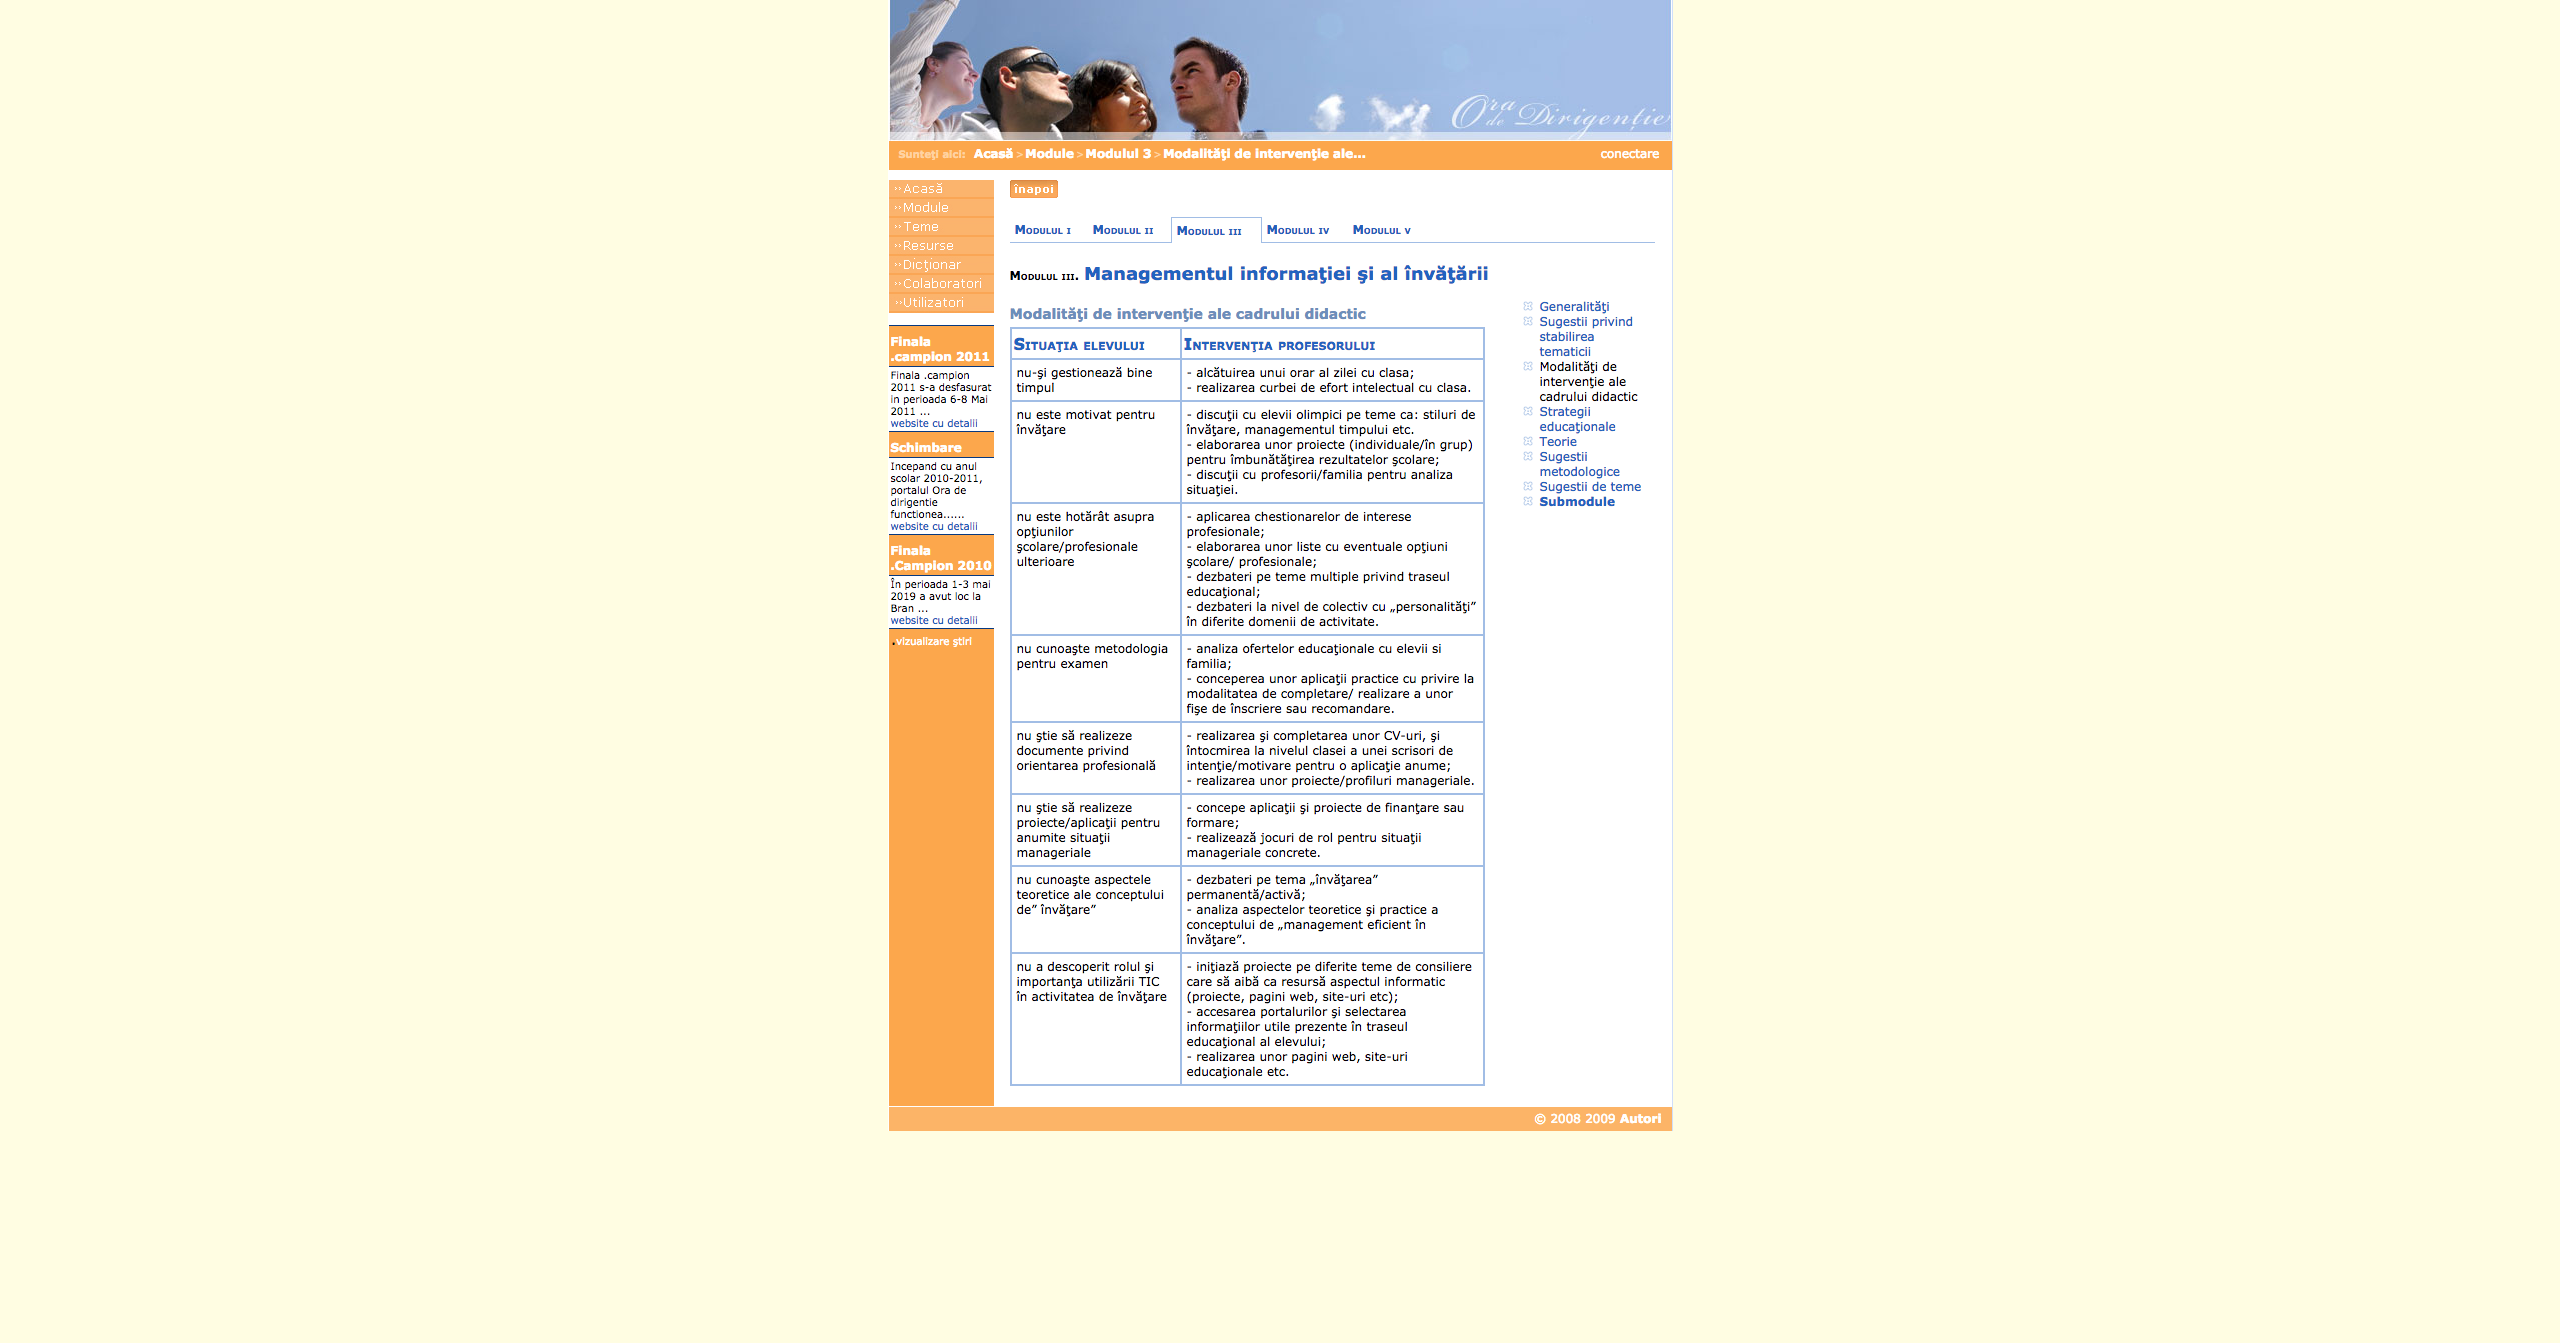 Ora de Dirigenţie
Sunteţi aici: Acasă > Module > Modulul 3 > Modalităţi de intervenţie ale...
conectare
Acasă
Module
Teme
Resurse
Dicţionar
Colaboratori
Utilizatori
Finala
.campion 2011
Finala .campion
2011 s-a desfasurat
in perioada 6-8 Mai
2011 ...
website cu detalii
Schimbare
Incepand cu anul
scolar 2010-2011,
portalul Ora de
dirigentie
functionea......
website cu detalii
Finala
.Campion 2010
În perioada 1-3 mai
2019 a avut loc la
Bran ...
website cu detalii
.vizualizare ştiri
înapoi
Modulul I Modulul II Modulul III Modulul IV Modulul V
Modulul III. Managementul informaţiei şi al învăţării
Modalităţi de intervenţie ale cadrului didactic
Situaţia elevului
Intervenţia profesorului
nu-şi gestionează bine
timpul
- alcătuirea unui orar al zilei cu clasa;
- realizarea curbei de efort intelectual cu clasa.
nu este motivat pentru
învăţare
- discuţii cu elevii olimpici pe teme ca: stiluri de
învăţare, managementul timpului etc.
- elaborarea unor proiecte (individuale/în grup)
pentru îmbunătăţirea rezultatelor şcolare;
- discuţii cu profesorii/familia pentru analiza
situaţiei.
nu este hotărât asupra
opţiunilor
şcolare/profesionale
ulterioare
- aplicarea chestionarelor de interese
profesionale;
- elaborarea unor liste cu eventuale opţiuni
şcolare/ profesionale;
- dezbateri pe teme multiple privind traseul
educaţional;
- dezbateri la nivel de colectiv cu „personalităţi”
în diferite domenii de activitate.
nu cunoaşte metodologia
pentru examen
- analiza ofertelor educaţionale cu elevii si
familia;
- conceperea unor aplicaţii practice cu privire la
modalitatea de completare/ realizare a unor
fişe de înscriere sau recomandare.
nu ştie să realizeze
documente privind
orientarea profesională
- realizarea şi completarea unor CV-uri, şi
întocmirea la nivelul clasei a unei scrisori de
intenţie/motivare pentru o aplicaţie anume;
- realizarea unor proiecte/profiluri manageriale.
nu ştie să realizeze
proiecte/aplicaţii pentru
anumite situaţii
manageriale
- concepe aplicaţii şi proiecte de finanţare sau
formare;
- realizează jocuri de rol pentru situaţii
manageriale concrete.
nu cunoaşte aspectele
teoretice ale conceptului
de” învăţare”
- dezbateri pe tema „învăţarea”
permanentă/activă;
- analiza aspectelor teoretice şi practice a
conceptului de „management eficient în
învăţare”.
nu a descoperit rolul şi
importanţa utilizării TIC
în activitatea de învăţare
- iniţiază proiecte pe diferite teme de consiliere
care să aibă ca resursă aspectul informatic
(proiecte, pagini web, site-uri etc);
- accesarea portalurilor şi selectarea
informaţiilor utile prezente în traseul
educaţional al elevului;
- realizarea unor pagini web, site-uri
educaţionale etc.
Generalităţi
Sugestii privind
stabilirea
tematicii
Modalităţi de
intervenţie ale
cadrului didactic
Strategii
educaţionale
Teorie
Sugestii
metodologice
Sugestii de teme
Submodule
© 2008 2009 Autori